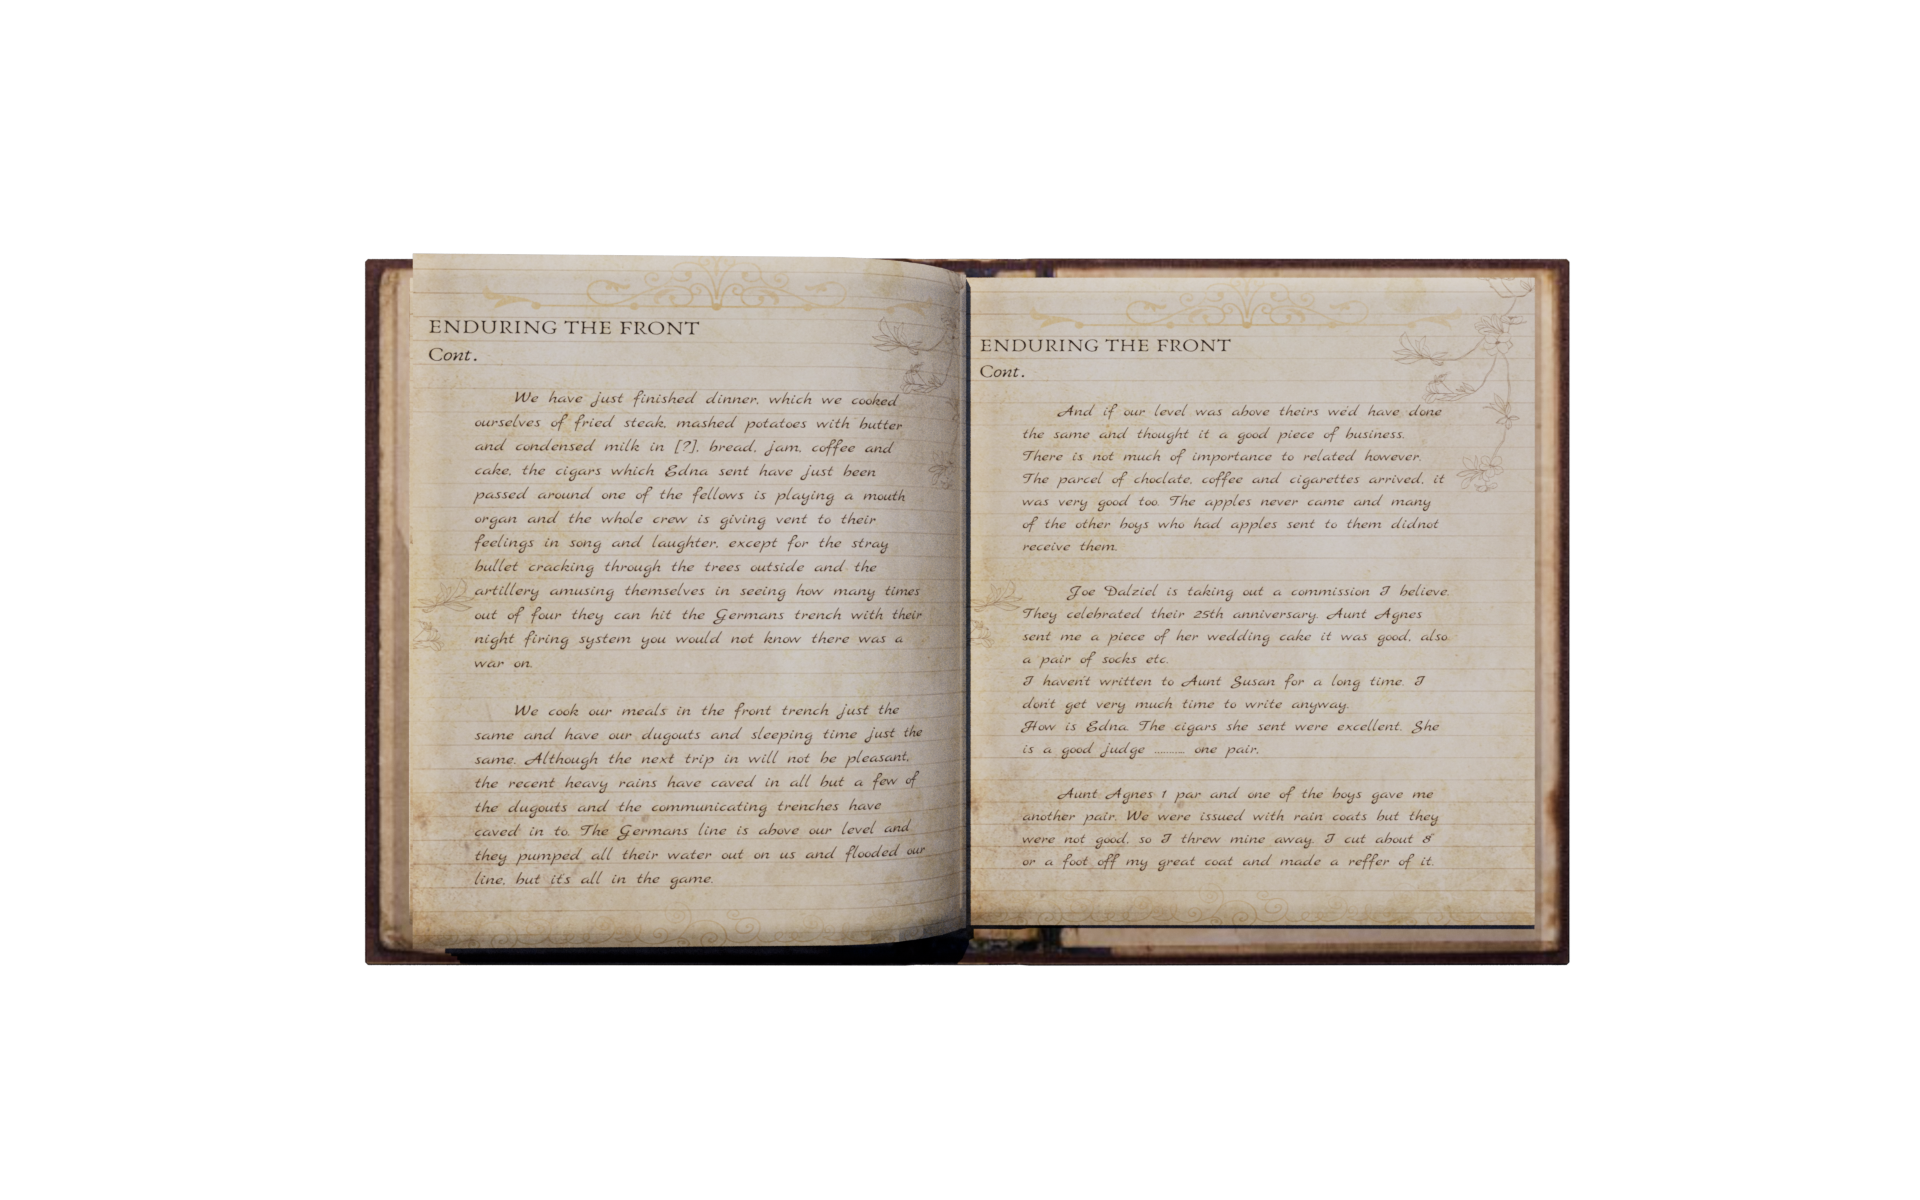 ENDURING THE FRONT
Cont.
We have just finished dinner, which we cooked
ourselves of fried steak, mashed potatoes with butter
and condensed milk in [?], bread, jam, coffee and
cake, the cigars which Edna sent have just been
passed around one of the fellows is playing a mouth
organ and the whole crew is giving vent to their
feelings in song and laughter, except for the stray
bullet cracking through the trees outside and the
artillery amusing themselves in seeing how many times
out of four they can hit the Germans trench with their
night firing system you would not know there was a
war on.
We cook our meals in the front trench just the
same and have our dugouts and sleeping time just the
same. Although the next trip in will not be pleasant,
the recent heavy rains have caved in all but a few of
the dugouts and the communicating trenches have
caved in to. The Germans line is above our level and
they pumped all their water out on us and flooded our
line, but it's all in the game.
ENDURING THE FRONT
Cont.
And if our level was above theirs we'd have done
the same and thought it a good piece of business.
There is not much of importance to related however.
The parcel of choclate, coffee and cigarettes arrived, it
was very good too. The apples never came and many
of the other boys who had apples sent to them didnot
receive them.
Joe Dalziel is taking out a commission I believe.
They celebrated their 25th anniversary. Aunt Agnes
sent me a piece of her wedding cake it was good, also
a pair of socks etc.
I haven't written to Aunt Susan for a long time. I
don't get very much time to write anyway.
How is Edna. The cigars she sent were excellent. She
is a good judge .......... one pair,
Aunt Agnes 1 par and one of the boys gave me
another pair. We were issued with rain coats but they
were not good, so I threw mine away. I cut about 8
or a foot off my great coat and made a reffer of it.